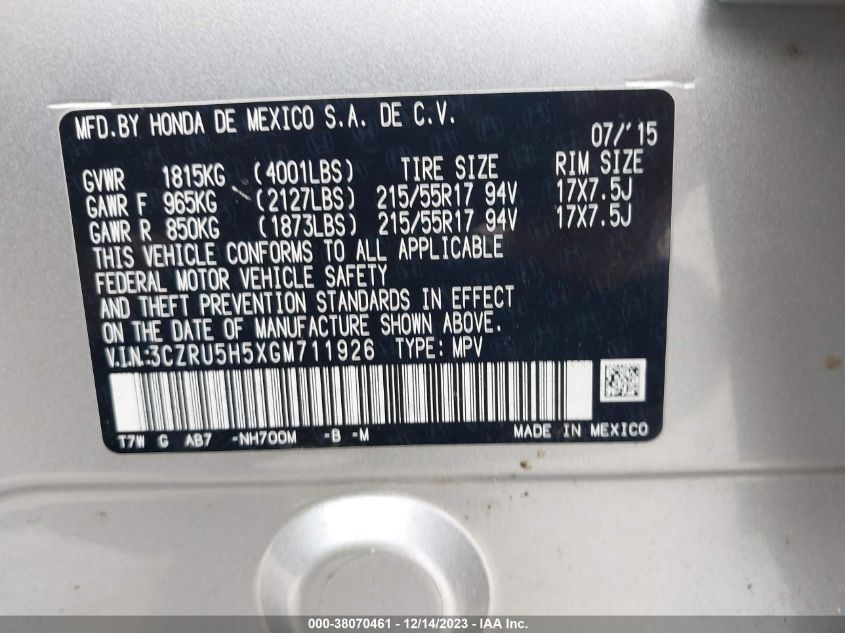 MFD.BY HONDA DE MEXICO S.A. DE C.V.
07/'15
GVWR 1815KG (4001LBS) TIRE SIZE RIM SIZE
GAWR F 965KG (2127LBS) 215/55R17 94V 17X7.5J
GAWR R 850KG (1873LBS) 215/55R17 94V 17X7.5J
THIS VEHICLE CONFORMS TO ALL APPLICABLE
FEDERAL MOTOR VEHICLE SAFETY
AND THEFT PREVENTION STANDARDS IN EFFECT
ON THE DATE OF MANUFACTURE SHOWN ABOVE.
V.I.N:3CZRU5H5XGM711926 TYPE: MPV
T7W G AB7 -NH700M -B -M MADE IN MEXICO
000-38070461 - 12/14/2023 - IAA Inc.